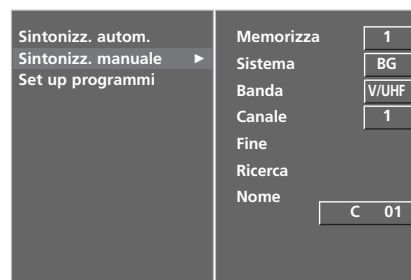 Sintonizz. autom.
Sintonizz. manuale ►
Set up programmi
Memorizza 1
Sistema BG
Banda V/UHF
Canale 1
Fine
Ricerca
Nome
C 01